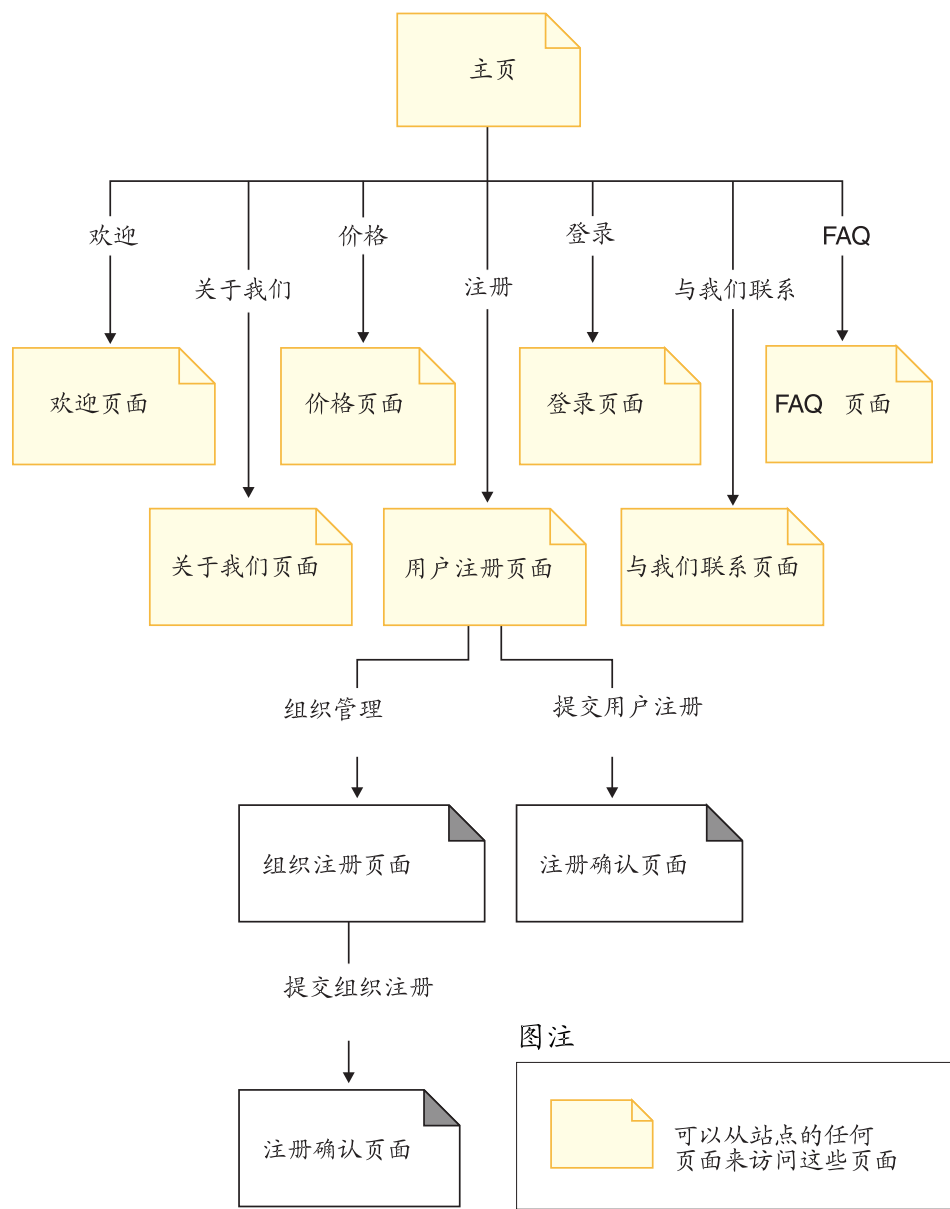 主页
欢迎
价格
登录
FAQ
关于我们
注册
与我们联系
欢迎页面
价格页面
登录页面
FAQ 页面
关于我们页面
用户注册页面
与我们联系页面
组织管理
提交用户注册
组织注册页面
注册确认页面
提交组织注册
图注
注册确认页面
可以从站点的任何
页面来访问这些页面